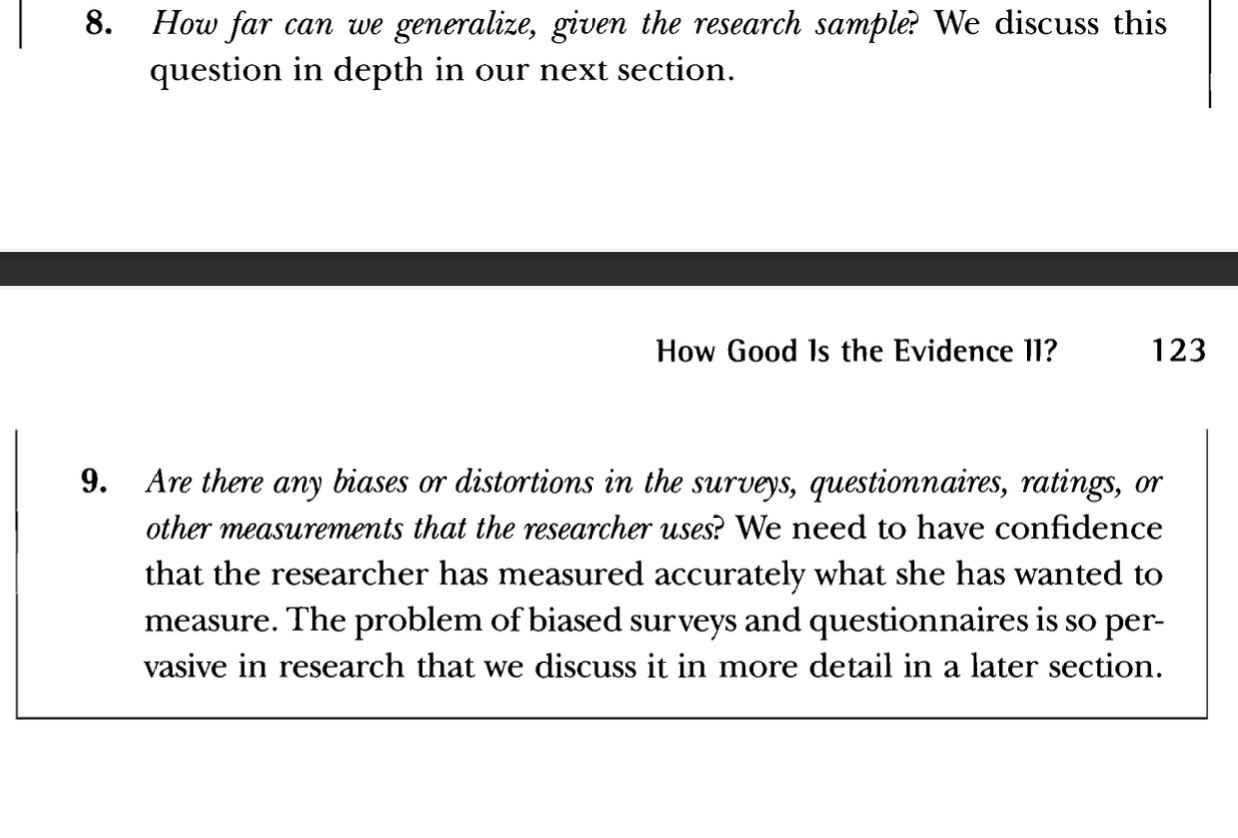 8. How far can we generalize, given the research sample? We discuss this
question in depth in our next section.
How Good Is the Evidence II? 123
9. Are there any biases or distortions in the surveys, questionnaires, ratings, or
other measurements that the researcher uses? We need to have confidence
that the researcher has measured accurately what she has wanted to
measure. The problem of biased surveys and questionnaires is so per-
vasive in research that we discuss it in more detail in a later section.